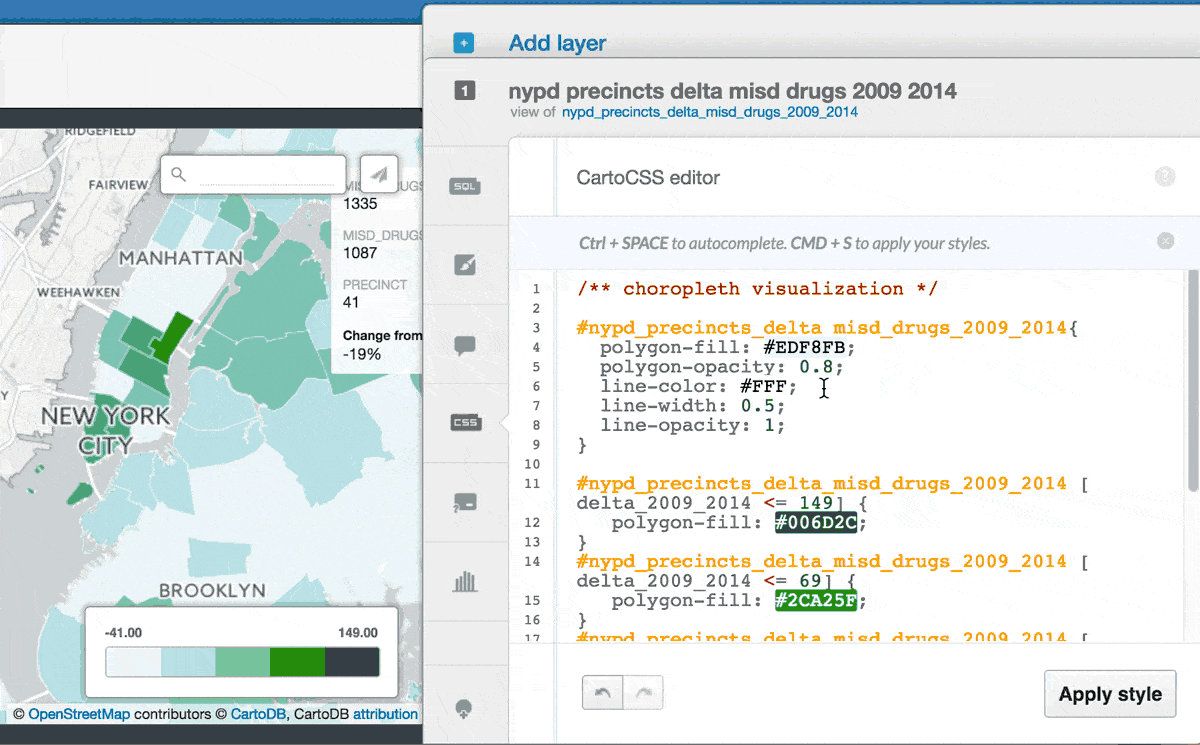 RIDGEFIELD
FAIRVIEW
MANHATTAN
WEEHAWKEN
NEW YORK
CITY
BROOKLYN
1335
MISD_DRUGS
1087
PRECINCT
41
Change from
-19%
-41.00 149.00
© OpenStreetMap contributors © CartoDB, CartoDB attribution
Add layer
1
nypd precincts delta misd drugs 2009 2014
view of nypd_precincts_delta_misd_drugs_2009_2014
SQL
CSS
CartoCSS editor
?
Ctrl + SPACE to autocomplete. CMD + S to apply your styles.
1 /** choropleth visualization */
2
3 #nypd_precincts_delta_misd_drugs_2009_2014{
4 polygon-fill: #EDF8FB;
5 polygon-opacity: 0.8;
6 line-color: #FFF;
7 line-width: 0.5;
8 line-opacity: 1;
9 }
10
11 #nypd_precincts_delta_misd_drugs_2009_2014 [
delta_2009_2014 <= 149] {
12 polygon-fill: #006D2C;
13 }
14 #nypd_precincts_delta_misd_drugs_2009_2014 [
delta_2009_2014 <= 69] {
15 polygon-fill: #2CA25F;
16 }
17 #nypd_precincts_delta_misd_drugs_2009_2014 [
Apply style